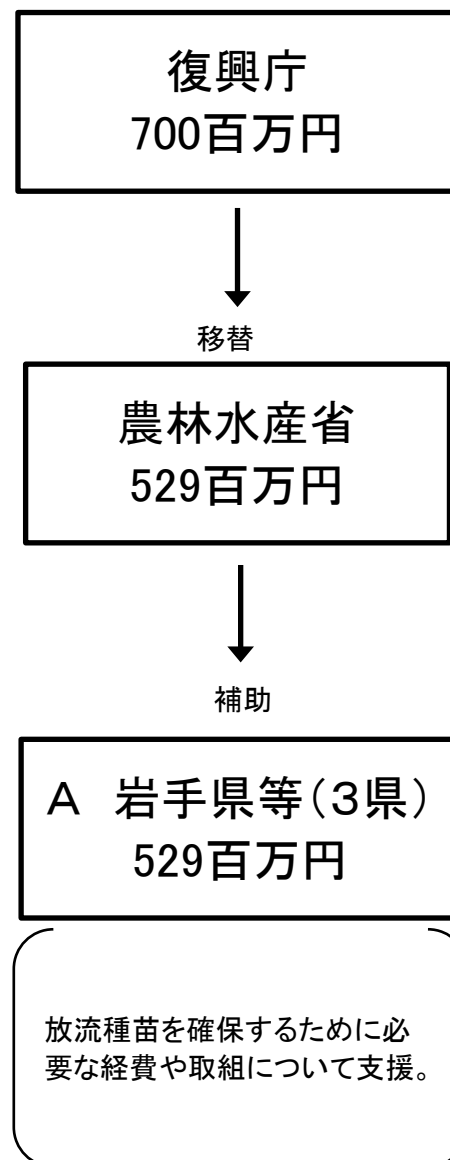 復興庁
700百万円
移替
農林水産省
529百万円
補助
A　岩手県等（３県）
529百万円
放流種苗を確保するために必
要な経費や取組について支援。